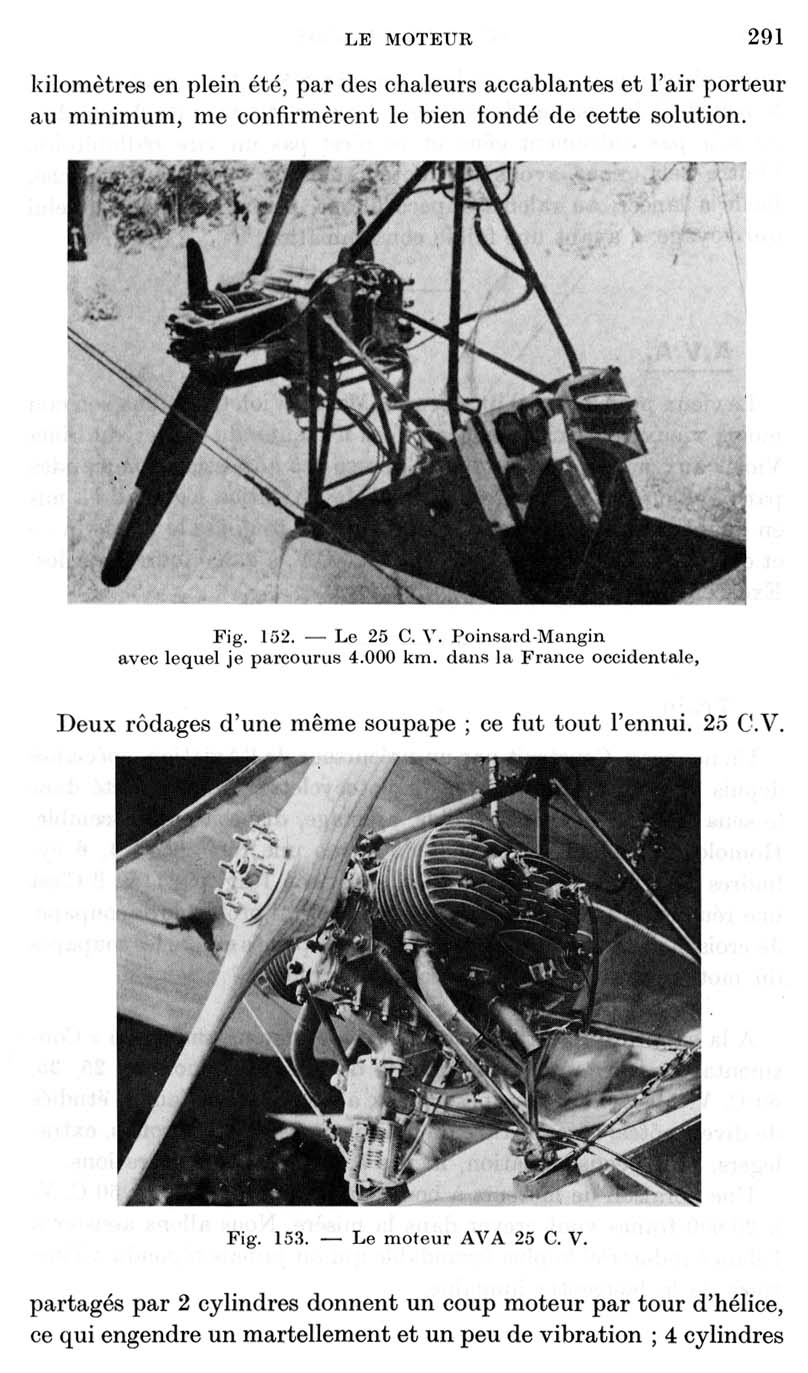 LE MOTEUR 291
kilomètres en plein été, par des chaleurs accablantes et l'air porteur
au minimum, me confirmèrent le bien fondé de cette solution.
Fig. 152. — Le 25 C. V. Poinsard-Mangin
avec lequel je parcourus 4.000 km. dans la France occidentale,
Deux rôdages d'une même soupape ; ce fut tout l'ennui. 25 C.V.
Fig. 153. — Le moteur AVA 25 C. V.
partagés par 2 cylindres donnent un coup moteur par tour d'hélice,
ce qui engendre un martellement et un peu de vibration ; 4 cylindres